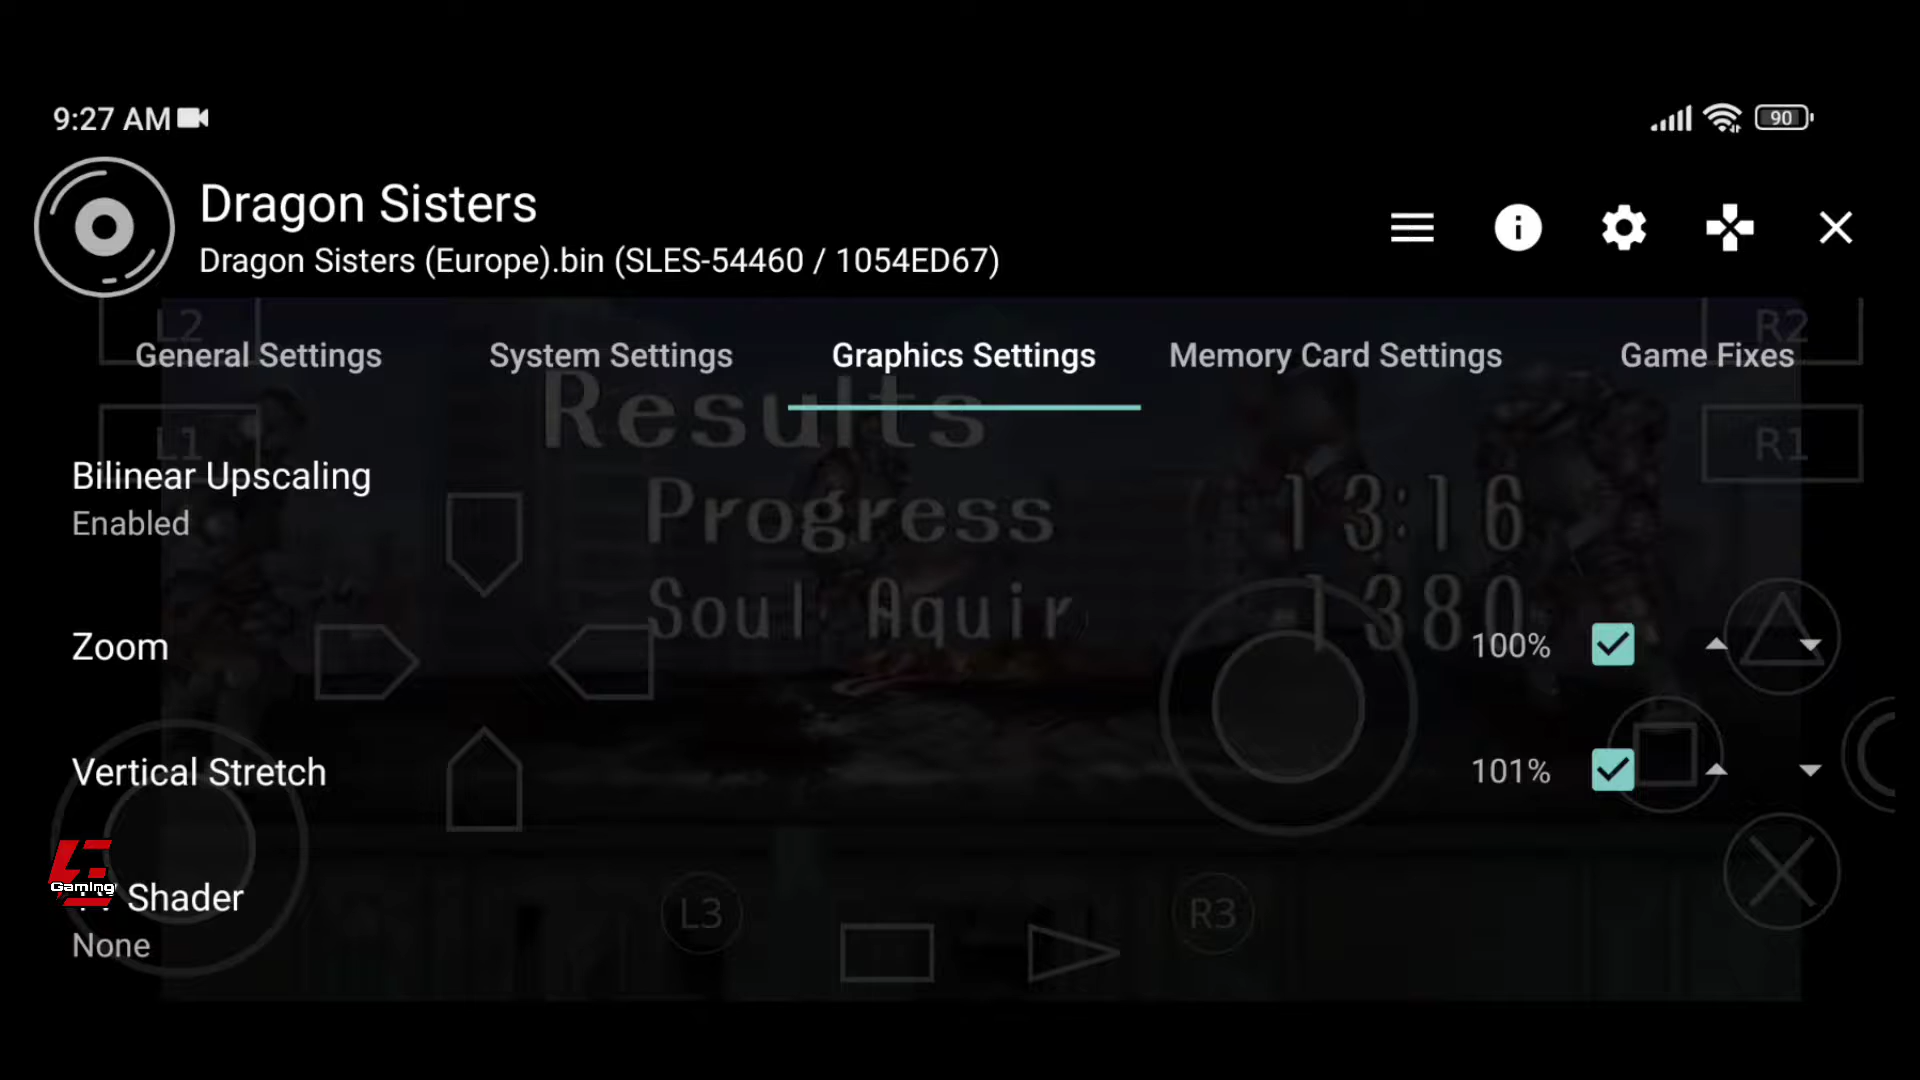 9:27 AM
90
Dragon Sisters
Dragon Sisters (Europe).bin (SLES-54460 / 1054ED67)
L2
R2
General Settings
System Settings
Graphics Settings
Memory Card Settings
Game Fixes
Results
L1
R1
Bilinear Upscaling
Enabled
Progress 13:16
Soul Aquir 1380
Zoom
100%
Vertical Stretch
101%
Gaming
Shader
None
L3
R3